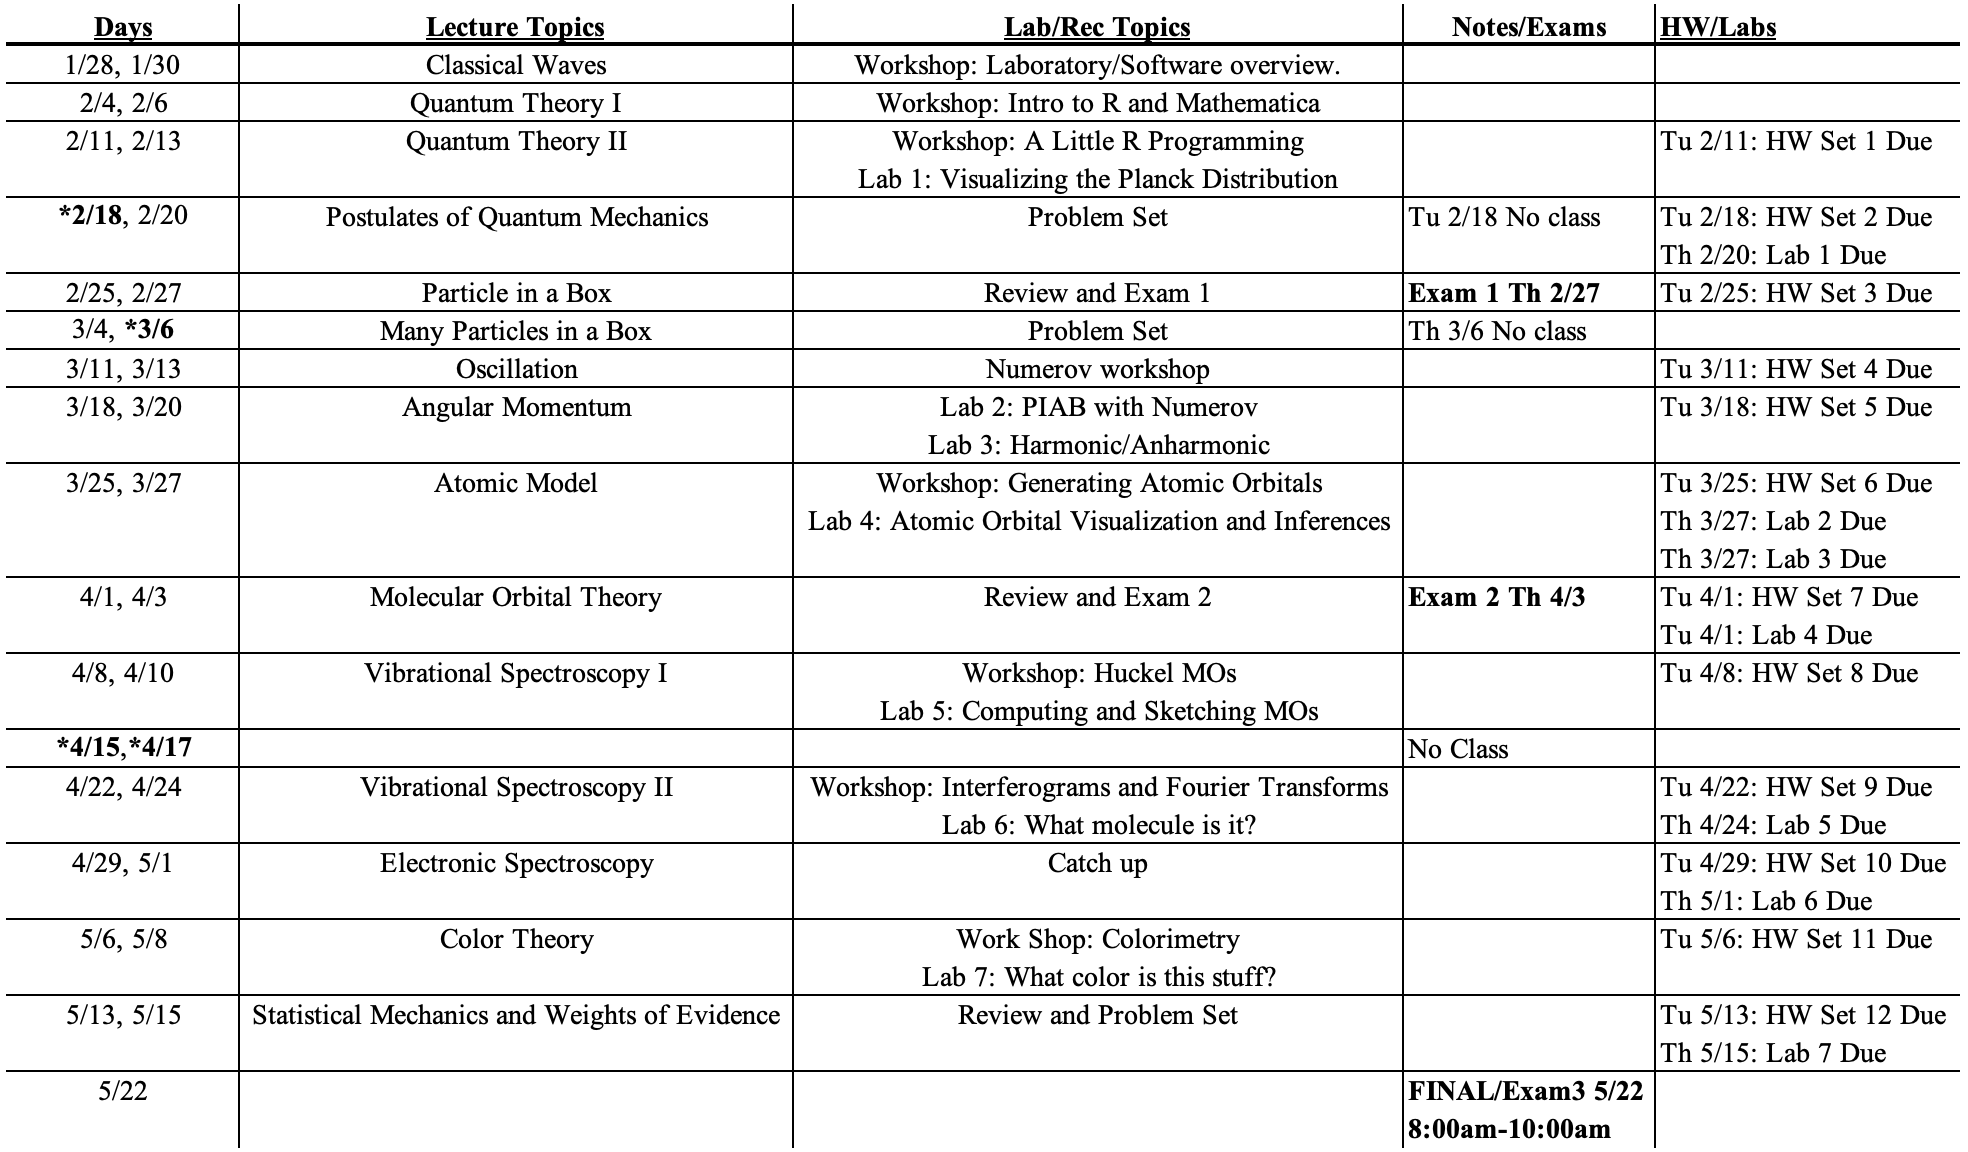 Days Lecture Topics Lab/Rec Topics Notes/Exams HW/Labs
1/28, 1/30 Classical Waves Workshop: Laboratory/Software overview.
2/4, 2/6 Quantum Theory I Workshop: Intro to R and Mathematica
2/11, 2/13 Quantum Theory II Workshop: A Little R Programming Tu 2/11: HW Set 1 Due
Lab 1: Visualizing the Planck Distribution
*2/18, 2/20 Postulates of Quantum Mechanics Problem Set Tu 2/18 No class Tu 2/18: HW Set 2 Due
Th 2/20: Lab 1 Due
2/25, 2/27 Particle in a Box Review and Exam 1 Exam 1 Th 2/27 Tu 2/25: HW Set 3 Due
3/4, *3/6 Many Particles in a Box Problem Set Th 3/6 No class
3/11, 3/13 Oscillation Numerov workshop Tu 3/11: HW Set 4 Due
3/18, 3/20 Angular Momentum Lab 2: PIAB with Numerov Tu 3/18: HW Set 5 Due
Lab 3: Harmonic/Anharmonic
3/25, 3/27 Atomic Model Workshop: Generating Atomic Orbitals Tu 3/25: HW Set 6 Due
Lab 4: Atomic Orbital Visualization and Inferences Th 3/27: Lab 2 Due
Th 3/27: Lab 3 Due
4/1, 4/3 Molecular Orbital Theory Review and Exam 2 Exam 2 Th 4/3 Tu 4/1: HW Set 7 Due
Tu 4/1: Lab 4 Due
4/8, 4/10 Vibrational Spectroscopy I Workshop: Huckel MOs Tu 4/8: HW Set 8 Due
Lab 5: Computing and Sketching MOs
*4/15,*4/17 No Class
4/22, 4/24 Vibrational Spectroscopy II Workshop: Interferograms and Fourier Transforms Tu 4/22: HW Set 9 Due
Lab 6: What molecule is it? Th 4/24: Lab 5 Due
4/29, 5/1 Electronic Spectroscopy Catch up Tu 4/29: HW Set 10 Due
Th 5/1: Lab 6 Due
5/6, 5/8 Color Theory Work Shop: Colorimetry Tu 5/6: HW Set 11 Due
Lab 7: What color is this stuff?
5/13, 5/15 Statistical Mechanics and Weights of Evidence Review and Problem Set Tu 5/13: HW Set 12 Due
Th 5/15: Lab 7 Due
5/22 FINAL/Exam3 5/22
8:00am-10:00am